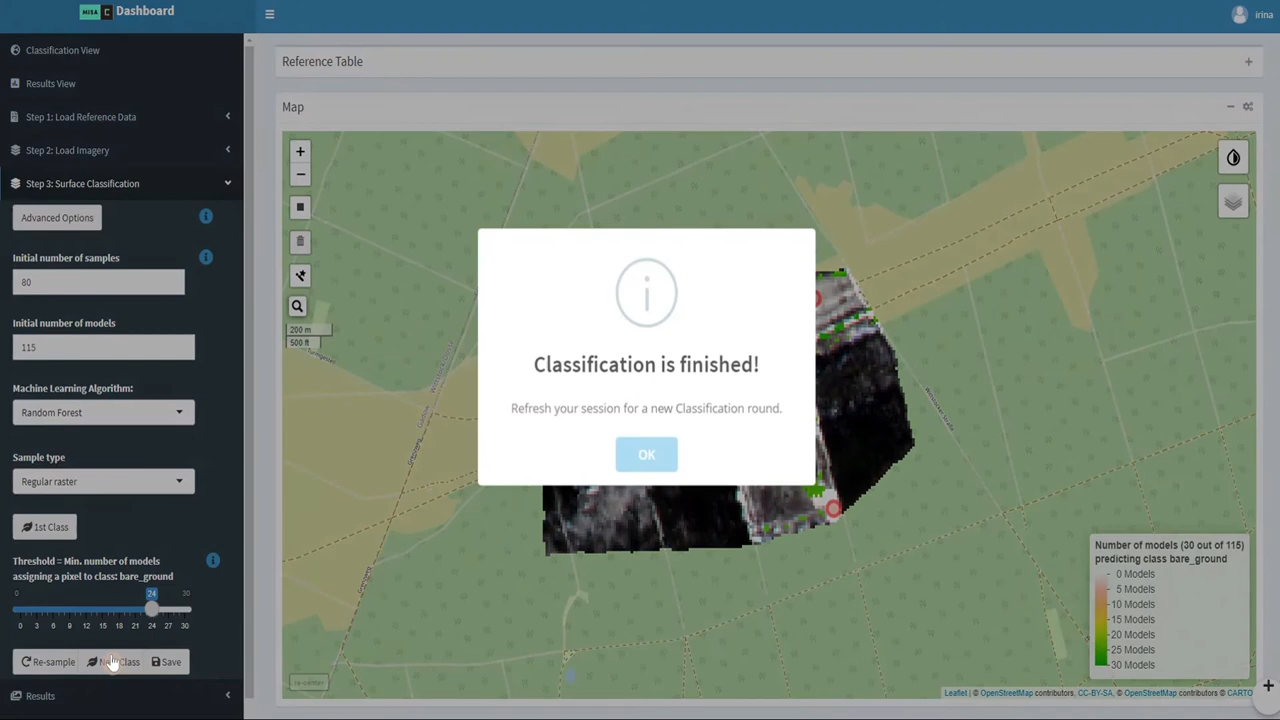 MISA C Dashboard
irina
Classification View
Results View
Step 1: Load Reference Data
Step 2: Load Imagery
Step 3: Surface Classification
Advanced Options
Initial number of samples
80
Initial number of models
115
Machine Learning Algorithm:
Random Forest
Sample type
Regular raster
1st Class
Threshold = Min. number of models
assigning a pixel to class: bare_ground
0 24 30
0 3 6 9 12 15 18 21 24 27 30
Re-sample
Class
Save
Results
Reference Table
Map
+
−
200 m
500 ft
Classification is finished!
Refresh your session for a new Classification round.
OK
Number of models (30 out of 115)
predicting class bare_ground
0 Models
5 Models
10 Models
15 Models
20 Models
25 Models
30 Models
re-center
Leaflet | © OpenStreetMap contributors, CC-BY-SA, © OpenStreetMap contributors © CARTO